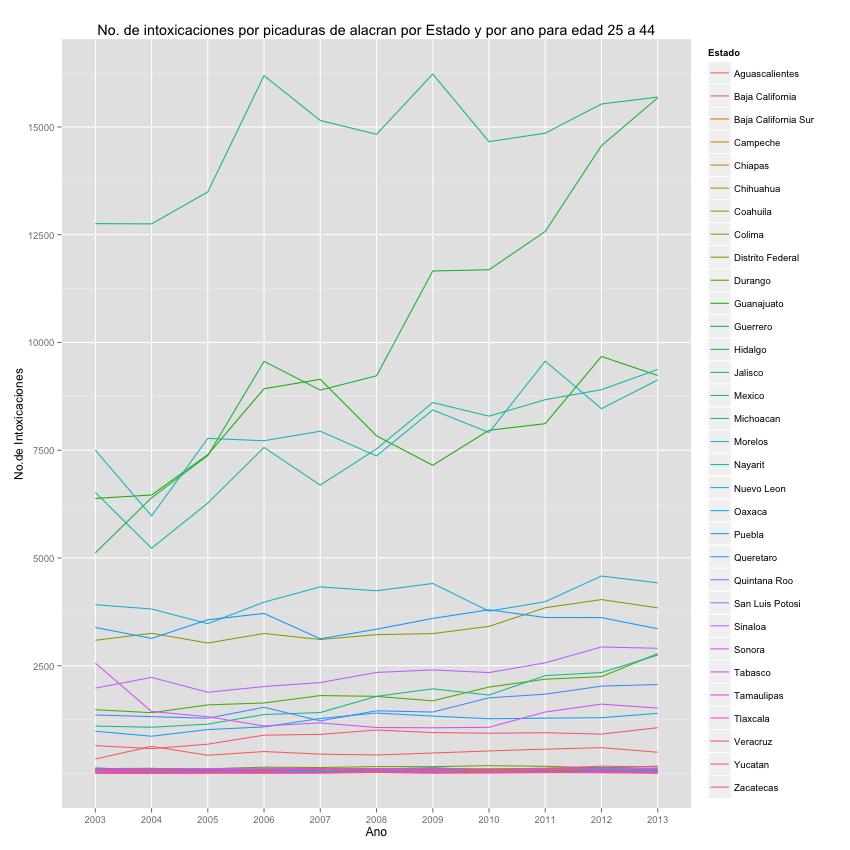 No. de intoxicaciones por picaduras de alacran por Estado y por ano para edad 25 a 44
No.de Intoxicaciones
15000
12500
10000
7500
5000
2500
2003 2004 2005 2006 2007 2008 2009 2010 2011 2012 2013
Ano
Estado
Aguascalientes
Baja California
Baja California Sur
Campeche
Chiapas
Chihuahua
Coahuila
Colima
Distrito Federal
Durango
Guanajuato
Guerrero
Hidalgo
Jalisco
Mexico
Michoacan
Morelos
Nayarit
Nuevo Leon
Oaxaca
Puebla
Queretaro
Quintana Roo
San Luis Potosi
Sinaloa
Sonora
Tabasco
Tamaulipas
Tlaxcala
Veracruz
Yucatan
Zacatecas